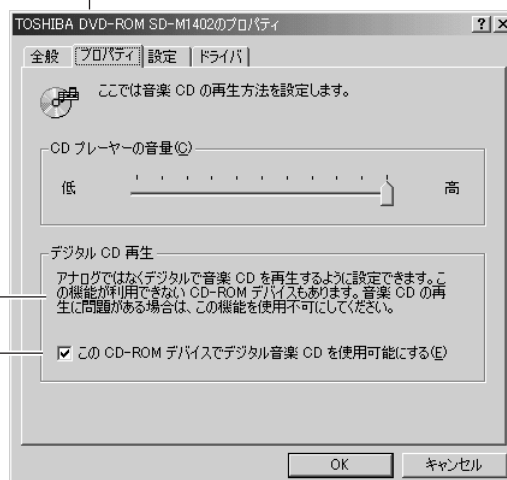 TOSHIBA DVD-ROM SD-M1402のプロパティ
全般 プロパティ 設定 ドライバ
ここでは音楽 CD の再生方法を設定します。
CD プレーヤーの音量(C)
低 高
デジタル CD 再生
アナログではなくデジタルで音楽 CD を再生するように設定できます。こ
の機能が利用できない CD-ROM デバイスもあります。音楽 CD の再
生に問題がある場合は、この機能を使用不可にしてください。
この CD-ROM デバイスでデジタル音楽 CD を使用可能にする(E)
OK キャンセル